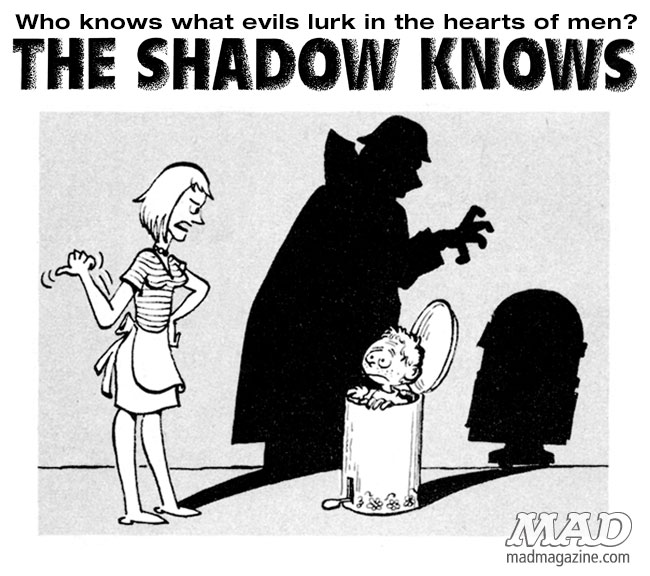 Who knows what evils lurk in the hearts of men?
THE SHADOW KNOWS
MAD
madmagazine.com